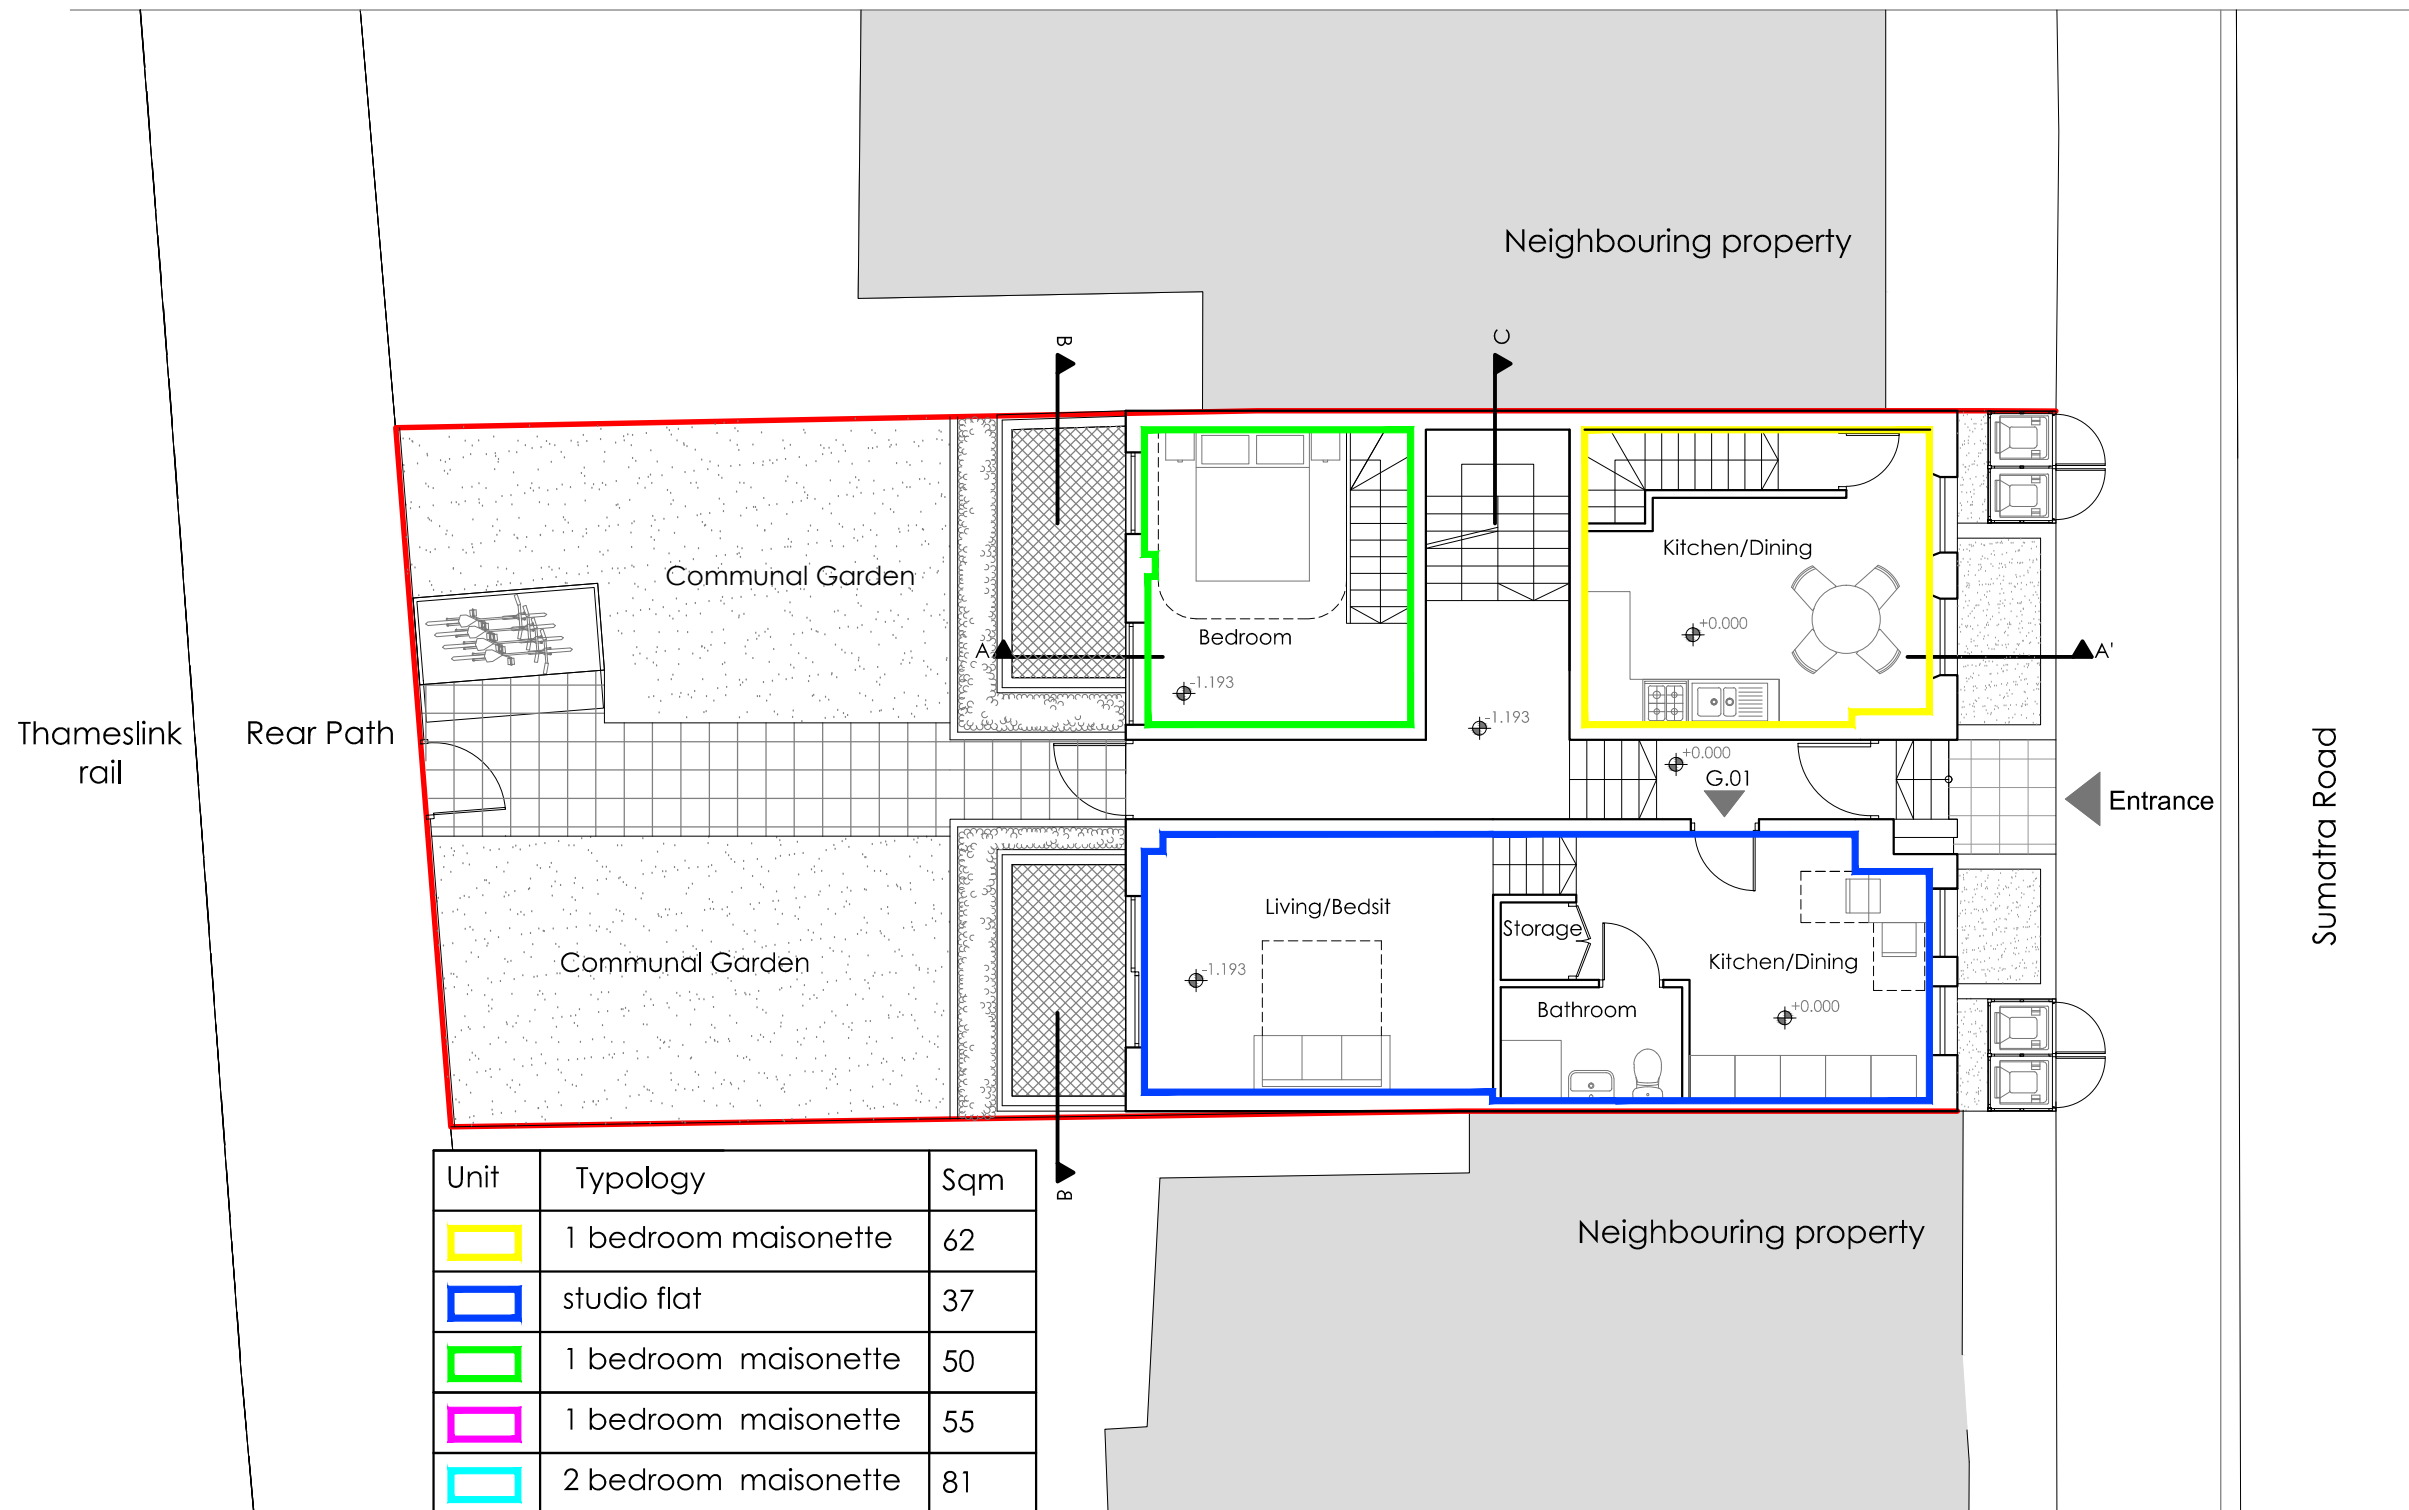 Neighbouring property
B
C
Communal Garden
Kitchen/Dining
+0.000
Bedroom
A
A'
-1.193
-1.193
Thameslink
rail
Rear Path
+0.000
G.01
Entrance
Sumatra Road
Living/Bedsit
Storage
Communal Garden
-1.193
Kitchen/Dining
Bathroom
+0.000
B
Neighbouring property
Unit Typology Sqm
1 bedroom maisonette 62
studio flat 37
1 bedroom maisonette 50
1 bedroom maisonette 55
2 bedroom maisonette 81